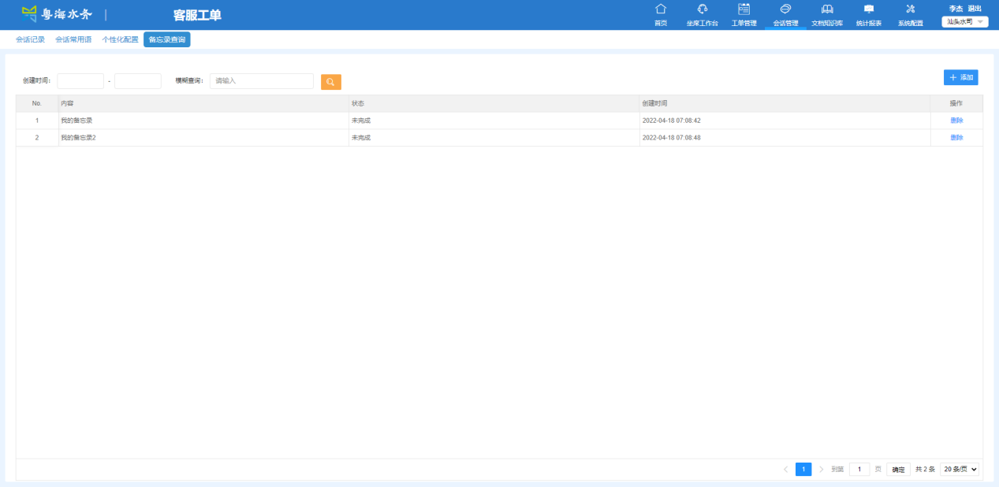 粤海水务 | 客服工单
首页 坐席工作台 工单管理 会话管理 文档知识库 统计报表 系统配置
李杰 退出
汕头水司
会话记录 会话常用语 个性化配置 备忘录查询
创建时间: - 模糊查询: 请输入
+ 添加
No. 内容 状态 创建时间 操作
1 我的备忘录 未完成 2022-04-18 07:08:42 删除
2 我的备忘录2 未完成 2022-04-18 07:08:48 删除
< 1 > 到第 1 页 确定 共 2 条 20 条/页